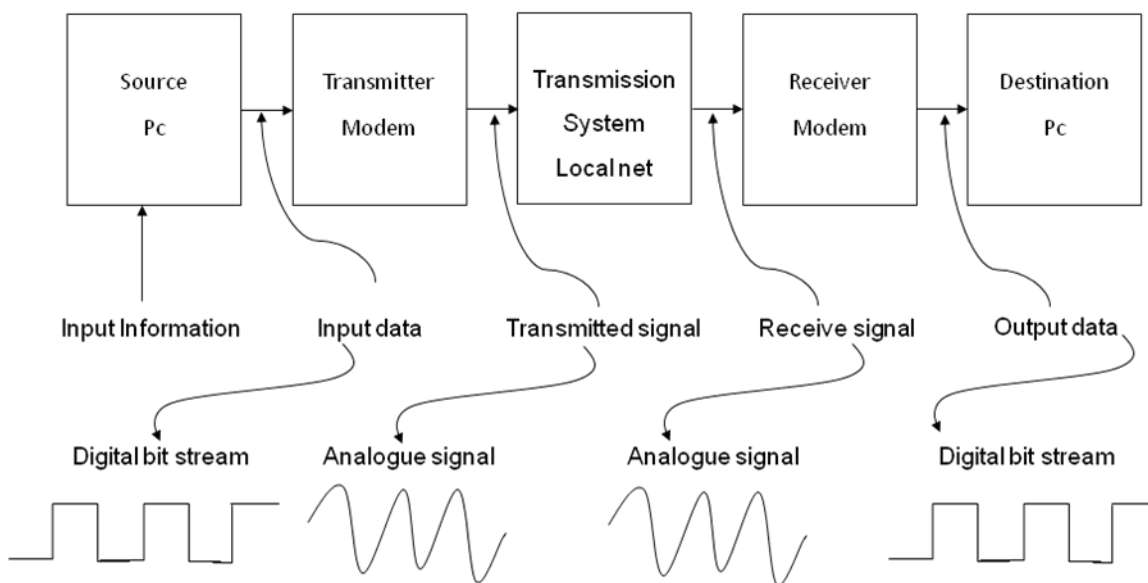 Source
Pc
Transmitter
Modem
Transmission
System
Local net
Receiver
Modem
Destination
Pc
Input Information
Input data
Transmitted signal
Receive signal
Output data
Digital bit stream
Analogue signal
Analogue signal
Digital bit stream